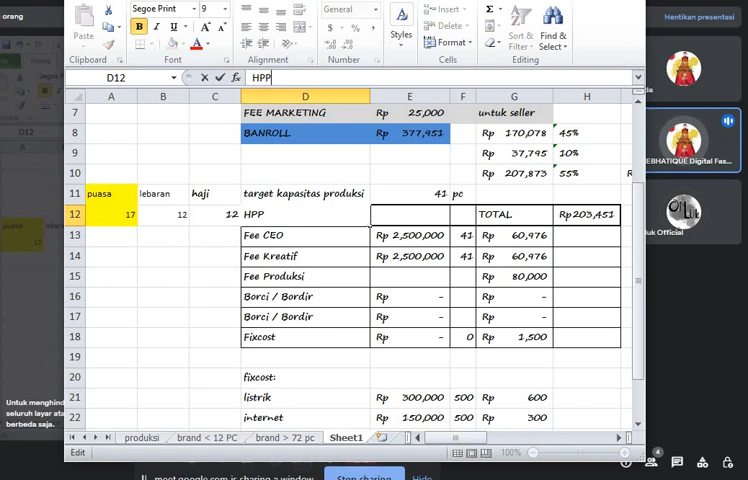 orang
Hentikan presentasi
Segoe Print
9
General
Insert
Delete
Format
Paste
B I U
A
$ %
Styles
Sort & Filter
Find & Select
Clipboard
Font
Alignment
Number
Cells
Editing
D12
fx
HPP
A B C D E F G H
7 FEE MARKETING Rp 25,000 untuk seller
8 BANROLL Rp 377,951 Rp 170,078 45%
9 Rp 37,795 10%
10 Rp 207,873 55%
11 puasa lebaran haji target kapasitas produksi 41 pc
12 17 12 12 HPP TOTAL Rp203,451
13 Fee CEO Rp 2,500,000 41 Rp 60,976
14 Fee Kreatif Rp 2,500,000 41 Rp 60,976
15 Fee Produksi Rp 80,000
16 Borci / Bordir Rp - Rp -
17 Borci / Bordir Rp - Rp -
18 Fixcost Rp - 0 Rp 1,500
19
20 fixcost:
21 listrik Rp 300,000 500 Rp 600
22 internet Rp 150,000 500 Rp 300
produksi brand < 12 PC brand > 72 pc Sheet1
Edit
100%
EBHATIQUE Digital Fas...
uk Official
Untuk menghind
seluruh layar ata
berbeda saja.
4
meet.google.com is sharing a window.
Stop sharing
Hide